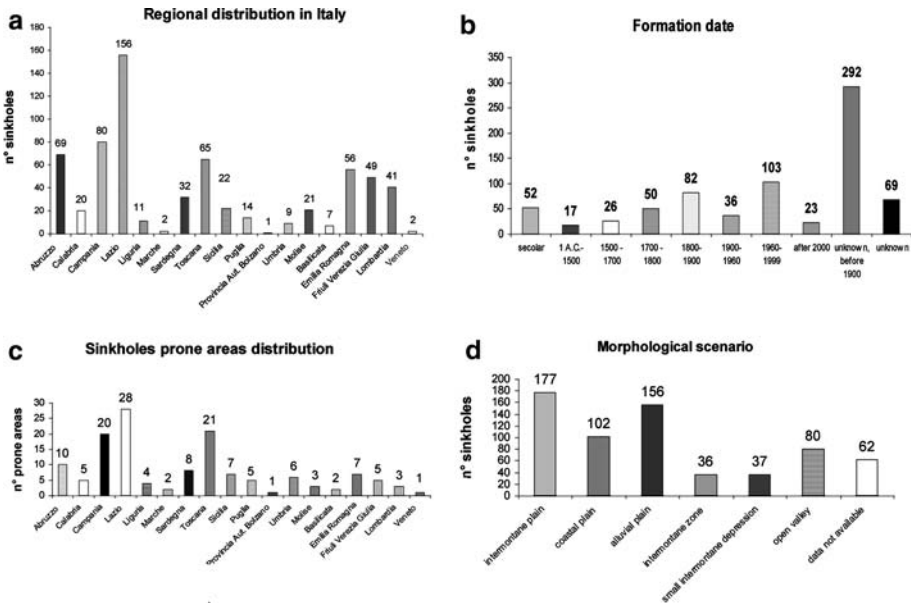 a
Regional distribution in Italy
n° sinkholes
180
160
140
120
100
80
60
40
20
0
69
20
80
156
11
2
32
65
22
14
1
9
21
7
56
49
41
2
Abruzzo
Calabria
Campania
Lazio
Liguria
Marche
Sardegna
Toscana
Sicilia
Puglia
Provincia Aut. Bolzano
Umbria
Molise
Basilicata
Emilia Romagna
Friuli Venezia Giulia
Lombardia
Veneto
b
Formation date
n° sinkholes
350
300
250
200
150
100
50
0
52
17
26
50
82
36
103
23
292
69
secolar
1 A.C.-
1500
1500 -
1700
1700 -
1800
1800-
1900
1900-
1960
1960-
1999
after 2000
unknown,
before
1900
unknown
c
Sinkholes prone areas distribution
n° prone areas
30
25
20
15
10
5
0
10
5
20
28
4
2
8
21
7
5
1
6
3
2
7
5
3
1
Abruzzo
Calabria
Campania
Lazio
Liguria
Marche
Sardegna
Toscana
Sicilia
Puglia
Provincia Aut. Bolzano
Umbria
Molise
Basilicata
Emilia Romagna
Friuli Venezia Giulia
Lombardia
Veneto
d
Morphological scenario
n° sinkholes
200
180
160
140
120
100
80
60
40
20
0
177
102
156
36
37
80
62
intermontane plain
coastal plain
alluvial plain
intermontane zone
small intermontane depression
open valley
data not available